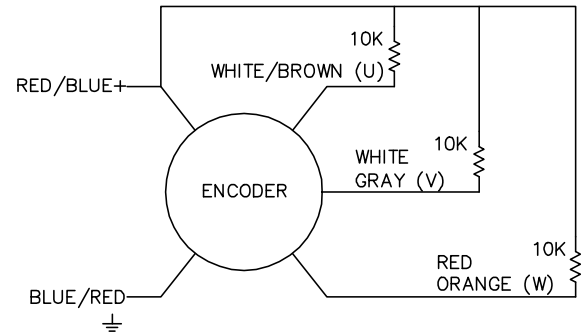 10K
WHITE/BROWN (U)
RED/BLUE+
10K
WHITE
GRAY (V)
ENCODER
10K
RED
ORANGE (W)
BLUE/RED